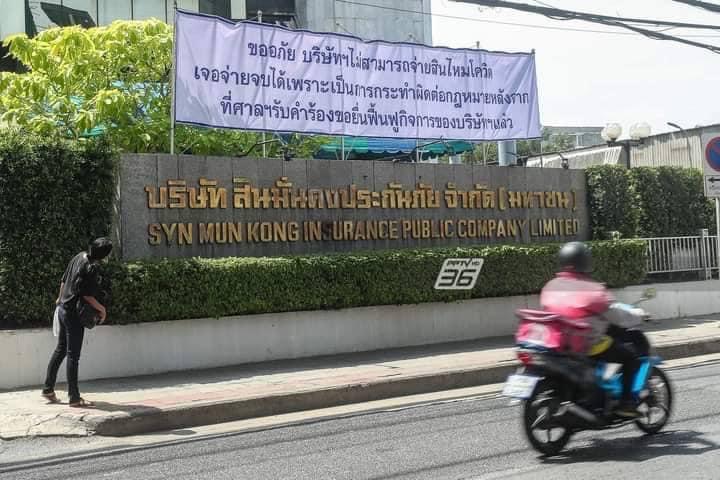 ขออภัย บริษัทฯไม่สามารถจ่ายสินไหมโควิด
เจอจ่ายจบได้เพราะเป็นการกระทำผิดต่อกฎหมายหลังจาก
ที่ศาลฯรับคำร้องขอยื่นฟื้นฟูกิจการของบริษัทฯแล้ว
บริษัท สินมั่นคงประกันภัย จำกัด (มหาชน)
SYN MUN KONG INSURANCE PUBLIC COMPANY LIMITED
PPTV HD
36